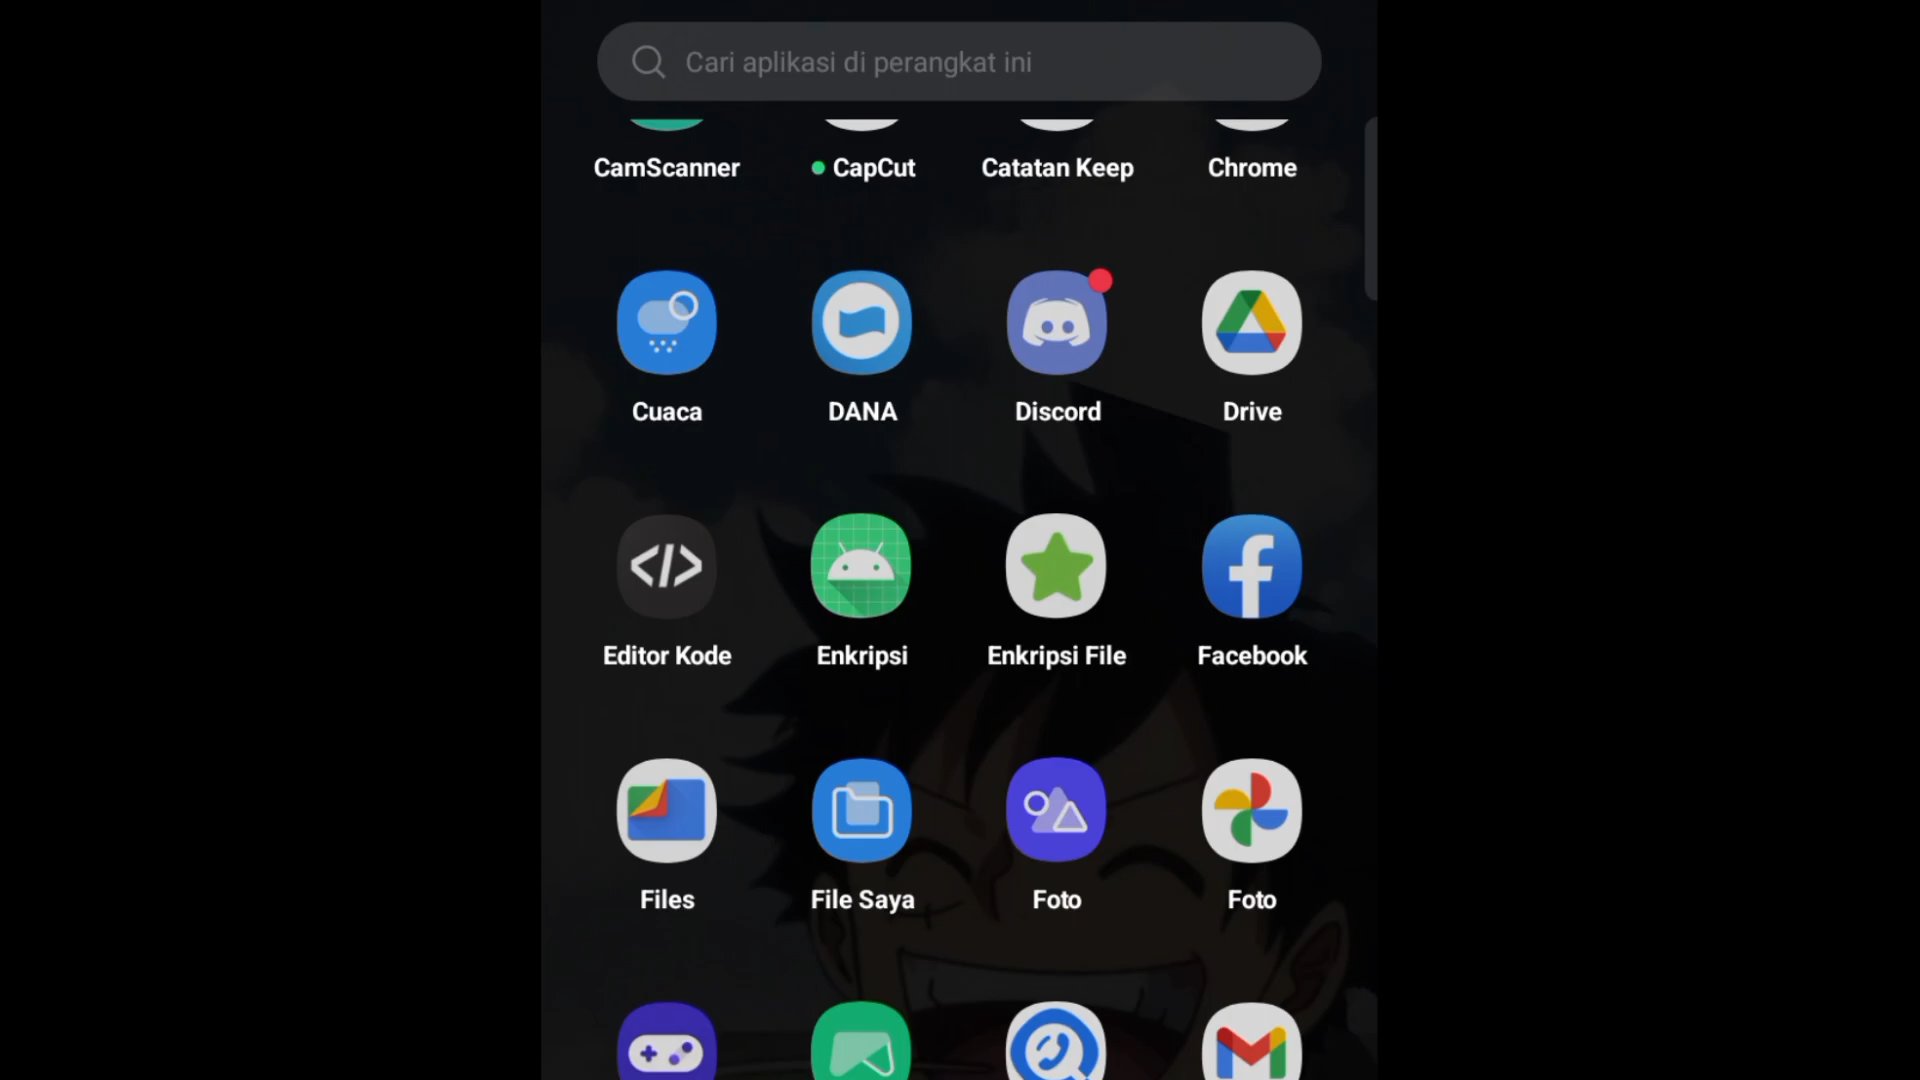 Cari aplikasi di perangkat ini
CamScanner
CapCut
Catatan Keep
Chrome
Cuaca
DANA
Discord
Drive
Editor Kode
Enkripsi
Enkripsi File
Facebook
Files
File Saya
Foto
Foto